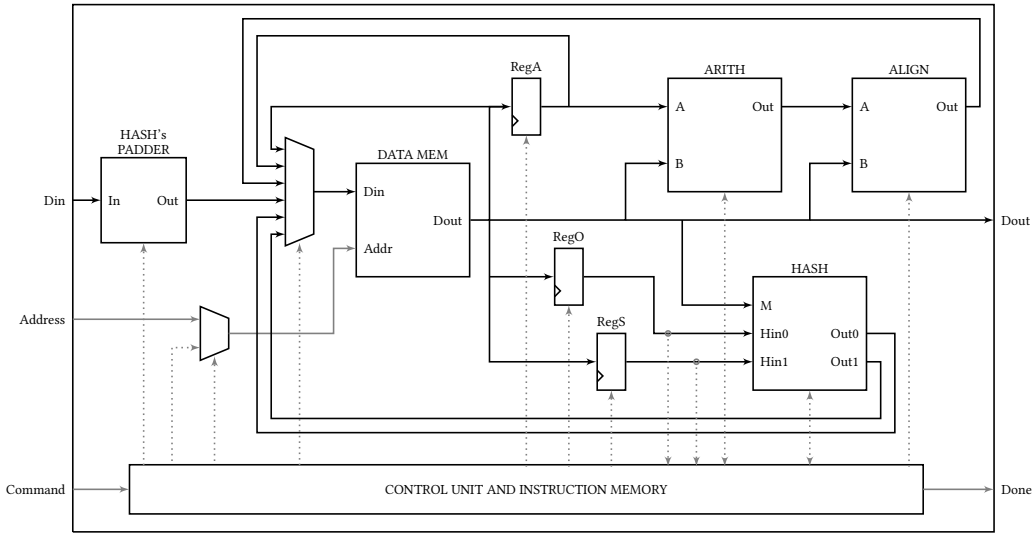 RegA
ARITH
ALIGN
A
Out
A
Out
HASH's
PADDER
DATA MEM
B
B
Din
In
Out
Din
Dout
Dout
Addr
RegO
HASH
M
Address
RegS
Hin0
Out0
Hin1
Out1
Command
CONTROL UNIT AND INSTRUCTION MEMORY
Done